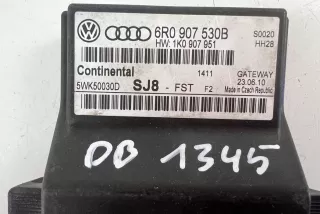 6R0 907 530B
S0020
HW: 1K0 907 951
HH28
Continental
1411
GATEWAY
5WK50030D
SJ8 - FST F2
23.06.10
Made in Czech Republic
DB 1345